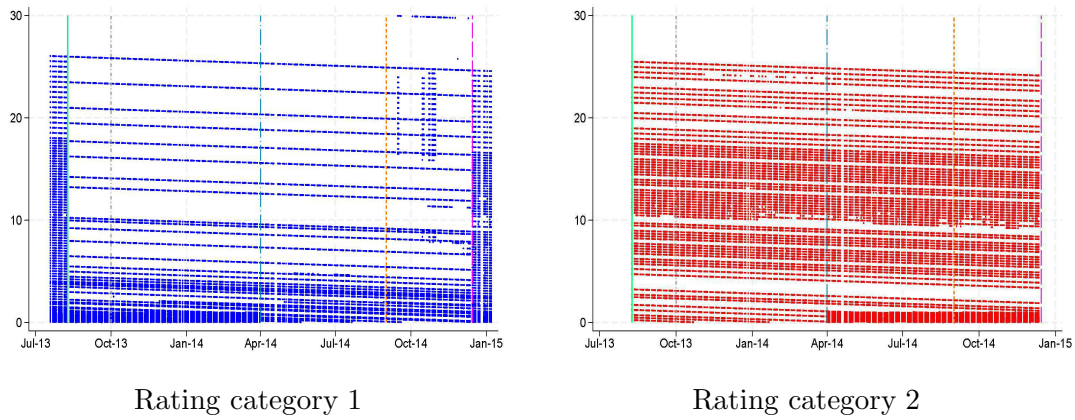 30
20
10
0
Jul-13
Oct-13
Jan-14
Apr-14
Jul-14
Oct-14
Jan-15
Rating category 1
30
20
10
0
Jul-13
Oct-13
Jan-14
Apr-14
Jul-14
Oct-14
Jan-15
Rating category 2